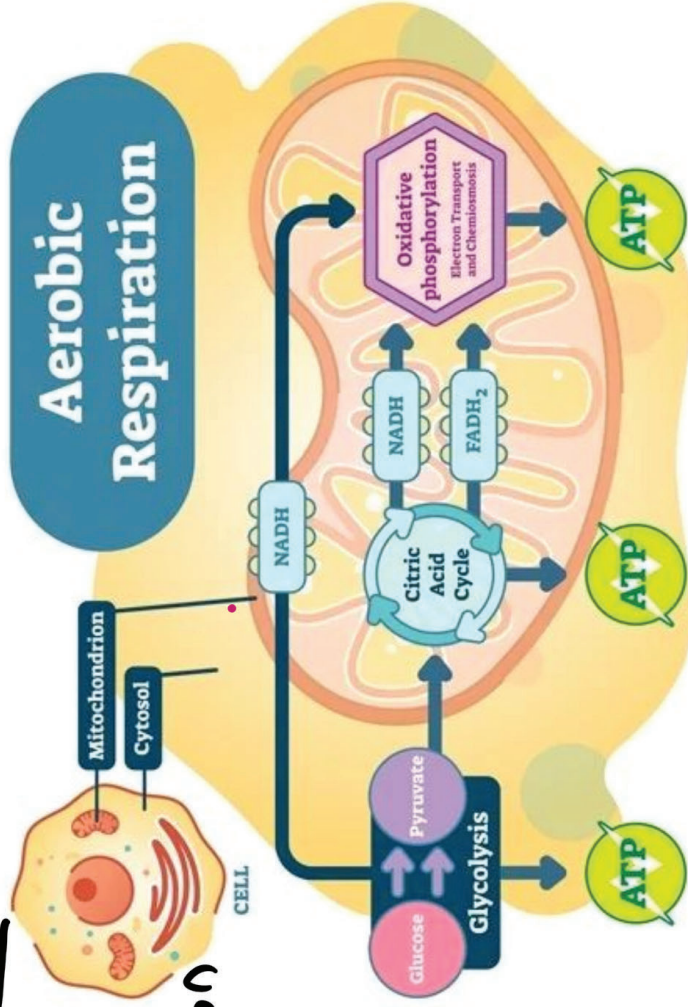 Aerobic
Respiration
Mitochondrion
Cytosol
CELL
NADH
Glucose
Pyruvate
Glycolysis
Citric
Acid
Cycle
NADH
FADH₂
Oxidative
phosphorylation
Electron Transport
and Chemiosmosis
ATP
ATP
ATP